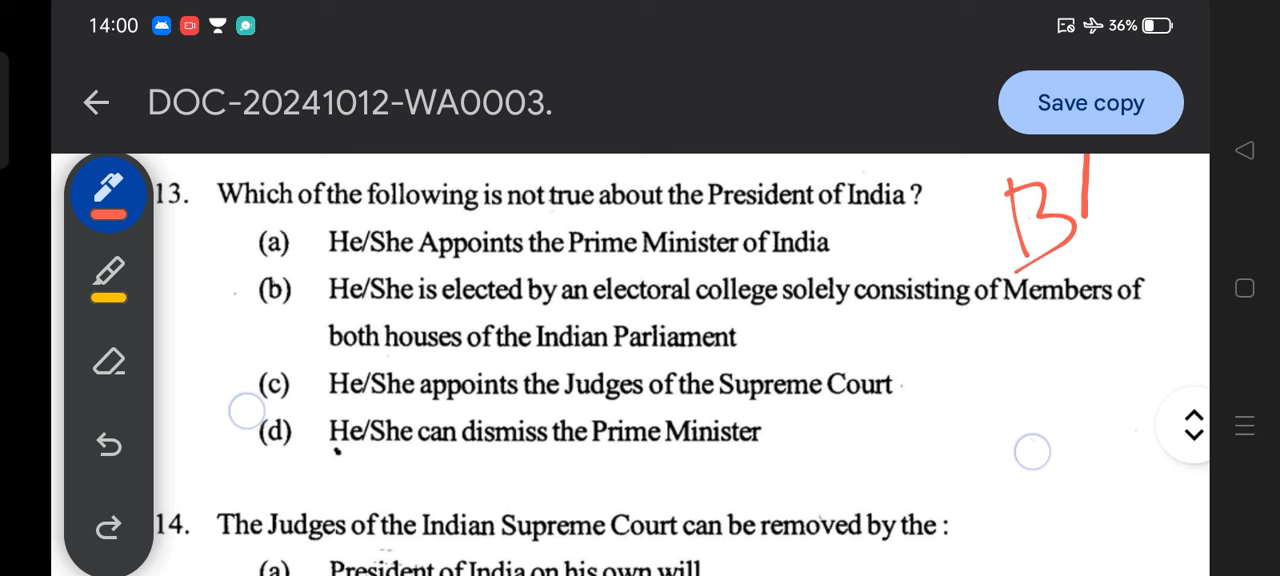 14:00
36%
DOC-20241012-WA0003.
Save copy
13. Which of the following is not true about the President of India ?
B
(a) He/She Appoints the Prime Minister of India
(b) He/She is elected by an electoral college solely consisting of Members of
both houses of the Indian Parliament
(c) He/She appoints the Judges of the Supreme Court
(d) He/She can dismiss the Prime Minister
14. The Judges of the Indian Supreme Court can be removed by the :
(a) President of India on his own will